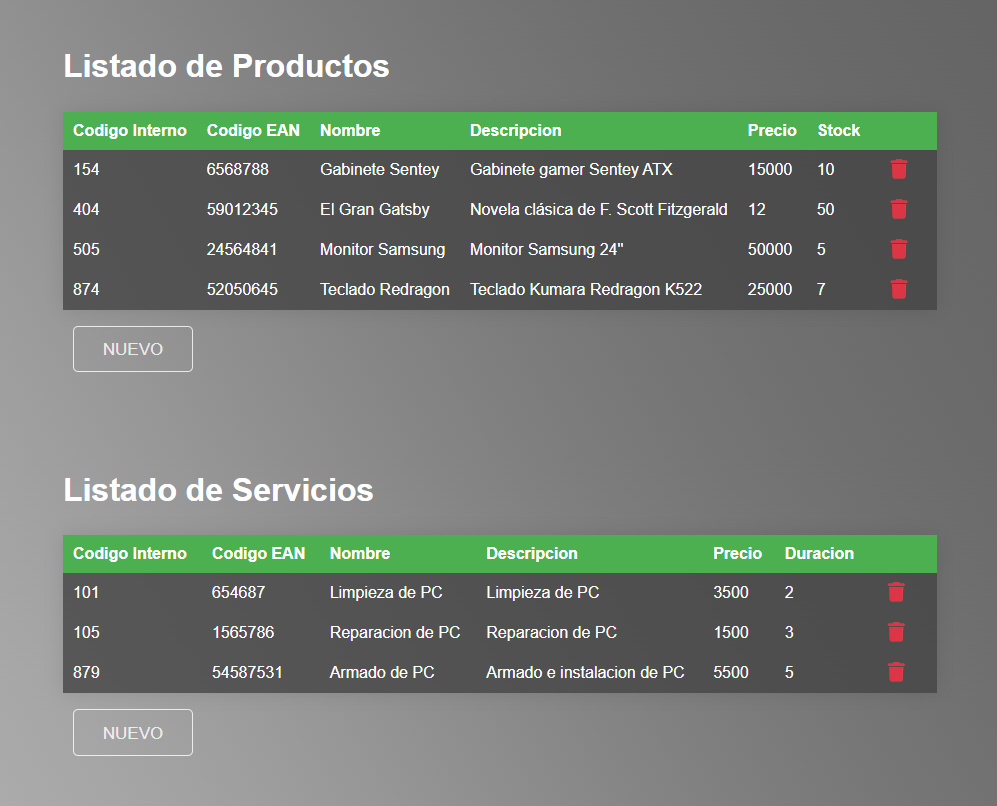 Listado de Productos
Codigo Interno Codigo EAN Nombre Descripcion Precio Stock
154 6568788 Gabinete Sentey Gabinete gamer Sentey ATX 15000 10
404 59012345 El Gran Gatsby Novela clásica de F. Scott Fitzgerald 12 50
505 24564841 Monitor Samsung Monitor Samsung 24" 50000 5
874 52050645 Teclado Redragon Teclado Kumara Redragon K522 25000 7
NUEVO
Listado de Servicios
Codigo Interno Codigo EAN Nombre Descripcion Precio Duracion
101 654687 Limpieza de PC Limpieza de PC 3500 2
105 1565786 Reparacion de PC Reparacion de PC 1500 3
879 54587531 Armado de PC Armado e instalacion de PC 5500 5
NUEVO